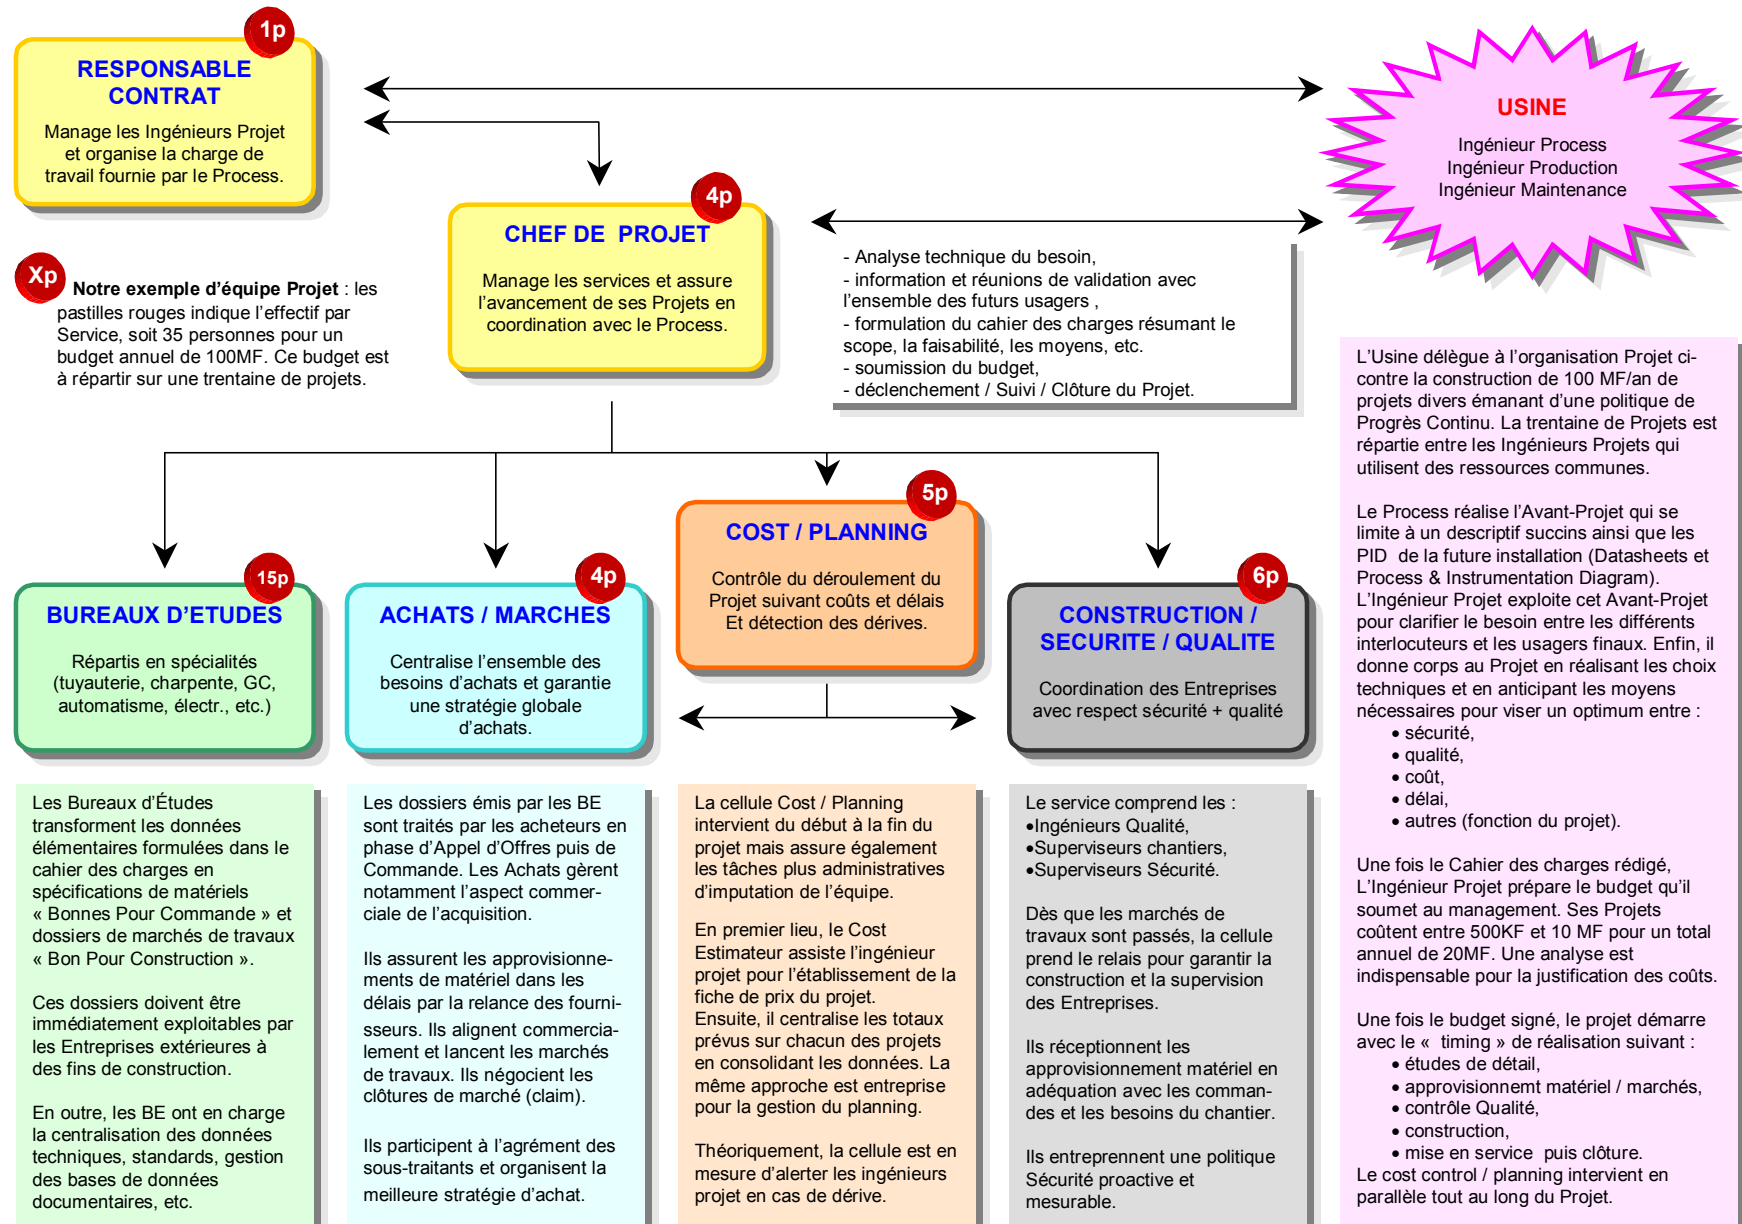 1p
RESPONSABLE
CONTRAT
Manage les Ingénieurs Projet
et organise la charge de
travail fournie par le Process.
USINE
Ingénieur Process
Ingénieur Production
Ingénieur Maintenance
4p
CHEF DE PROJET
Manage les services et assure
l'avancement de ses Projets en
coordination avec le Process.
Xp
Notre exemple d'équipe Projet : les
pastilles rouges indique l'effectif par
Service, soit 35 personnes pour un
budget annuel de 100MF. Ce budget est
à répartir sur une trentaine de projets.
- Analyse technique du besoin,
- information et réunions de validation avec
l'ensemble des futurs usagers ,
- formulation du cahier des charges résumant le
scope, la faisabilité, les moyens, etc.
- soumission du budget,
- déclenchement / Suivi / Clôture du Projet.
15p
BUREAUX D'ETUDES
Répartis en spécialités
(tuyauterie, charpente, GC,
automatisme, électr., etc.)
4p
ACHATS / MARCHES
Centralise l'ensemble des
besoins d'achats et garantie
une stratégie globale
d'achats.
5p
COST / PLANNING
Contrôle du déroulement du
Projet suivant coûts et délais
Et détection des dérives.
6p
CONSTRUCTION /
SECURITE / QUALITE
Coordination des Entreprises
avec respect sécurité + qualité
Les Bureaux d'Études
transforment les données
élémentaires formulées dans le
cahier des charges en
spécifications de matériels
« Bonnes Pour Commande » et
dossiers de marchés de travaux
« Bon Pour Construction ».
Ces dossiers doivent être
immédiatement exploitables par
les Entreprises extérieures à
des fins de construction.
En outre, les BE ont en charge
la centralisation des données
techniques, standards, gestion
des bases de données
documentaires, etc.
Les dossiers émis par les BE
sont traités par les acheteurs en
phase d'Appel d'Offres puis de
Commande. Les Achats gèrent
notamment l'aspect commer-
ciale de l'acquisition.
Ils assurent les approvisionne-
ments de matériel dans les
délais par la relance des fourni-
sseurs. Ils alignent commercia-
lement et lancent les marchés
de travaux. Ils négocient les
clôtures de marché (claim).
Ils participent à l'agrément des
sous-traitants et organisent la
meilleure stratégie d'achat.
La cellule Cost / Planning
intervient du début à la fin du
projet mais assure également
les tâches plus administratives
d'imputation de l'équipe.
En premier lieu, le Cost
Estimateur assiste l'ingénieur
projet pour l'établissement de la
fiche de prix du projet.
Ensuite, il centralise les totaux
prévus sur chacun des projets
en consolidant les données. La
même approche est entreprise
pour la gestion du planning.
Théoriquement, la cellule est en
mesure d'alerter les ingénieurs
projet en cas de dérive.
Le service comprend les :
•Ingénieurs Qualité,
•Superviseurs chantiers,
•Superviseurs Sécurité.
Dès que les marchés de
travaux sont passés, la cellule
prend le relais pour garantir la
construction et la supervision
des Entreprises.
Ils réceptionnent les
approvisionnement matériel en
adéquation avec les comman-
des et les besoins du chantier.
Ils entreprennent une politique
Sécurité proactive et
mesurable.
L'Usine délègue à l'organisation Projet ci-
contre la construction de 100 MF/an de
projets divers émanant d'une politique de
Progrès Continu. La trentaine de Projets est
répartie entre les Ingénieurs Projets qui
utilisent des ressources communes.
Le Process réalise l'Avant-Projet qui se
limite à un descriptif succins ainsi que les
PID de la future installation (Datasheets et
Process & Instrumentation Diagram).
L'Ingénieur Projet exploite cet Avant-Projet
pour clarifier le besoin entre les différents
interlocuteurs et les usagers finaux. Enfin, il
donne corps au Projet en réalisant les choix
techniques et en anticipant les moyens
nécessaires pour viser un optimum entre :
• sécurité,
• qualité,
• coût,
• délai,
• autres (fonction du projet).
Une fois le Cahier des charges rédigé,
L'Ingénieur Projet prépare le budget qu'il
soumet au management. Ses Projets
coûtent entre 500KF et 10 MF pour un total
annuel de 20MF. Une analyse est
indispensable pour la justification des coûts.
Une fois le budget signé, le projet démarre
avec le « timing » de réalisation suivant :
• études de détail,
• approvisionnemt matériel / marchés,
• contrôle Qualité,
• construction,
• mise en service puis clôture.
Le cost control / planning intervient en
parallèle tout au long du Projet.